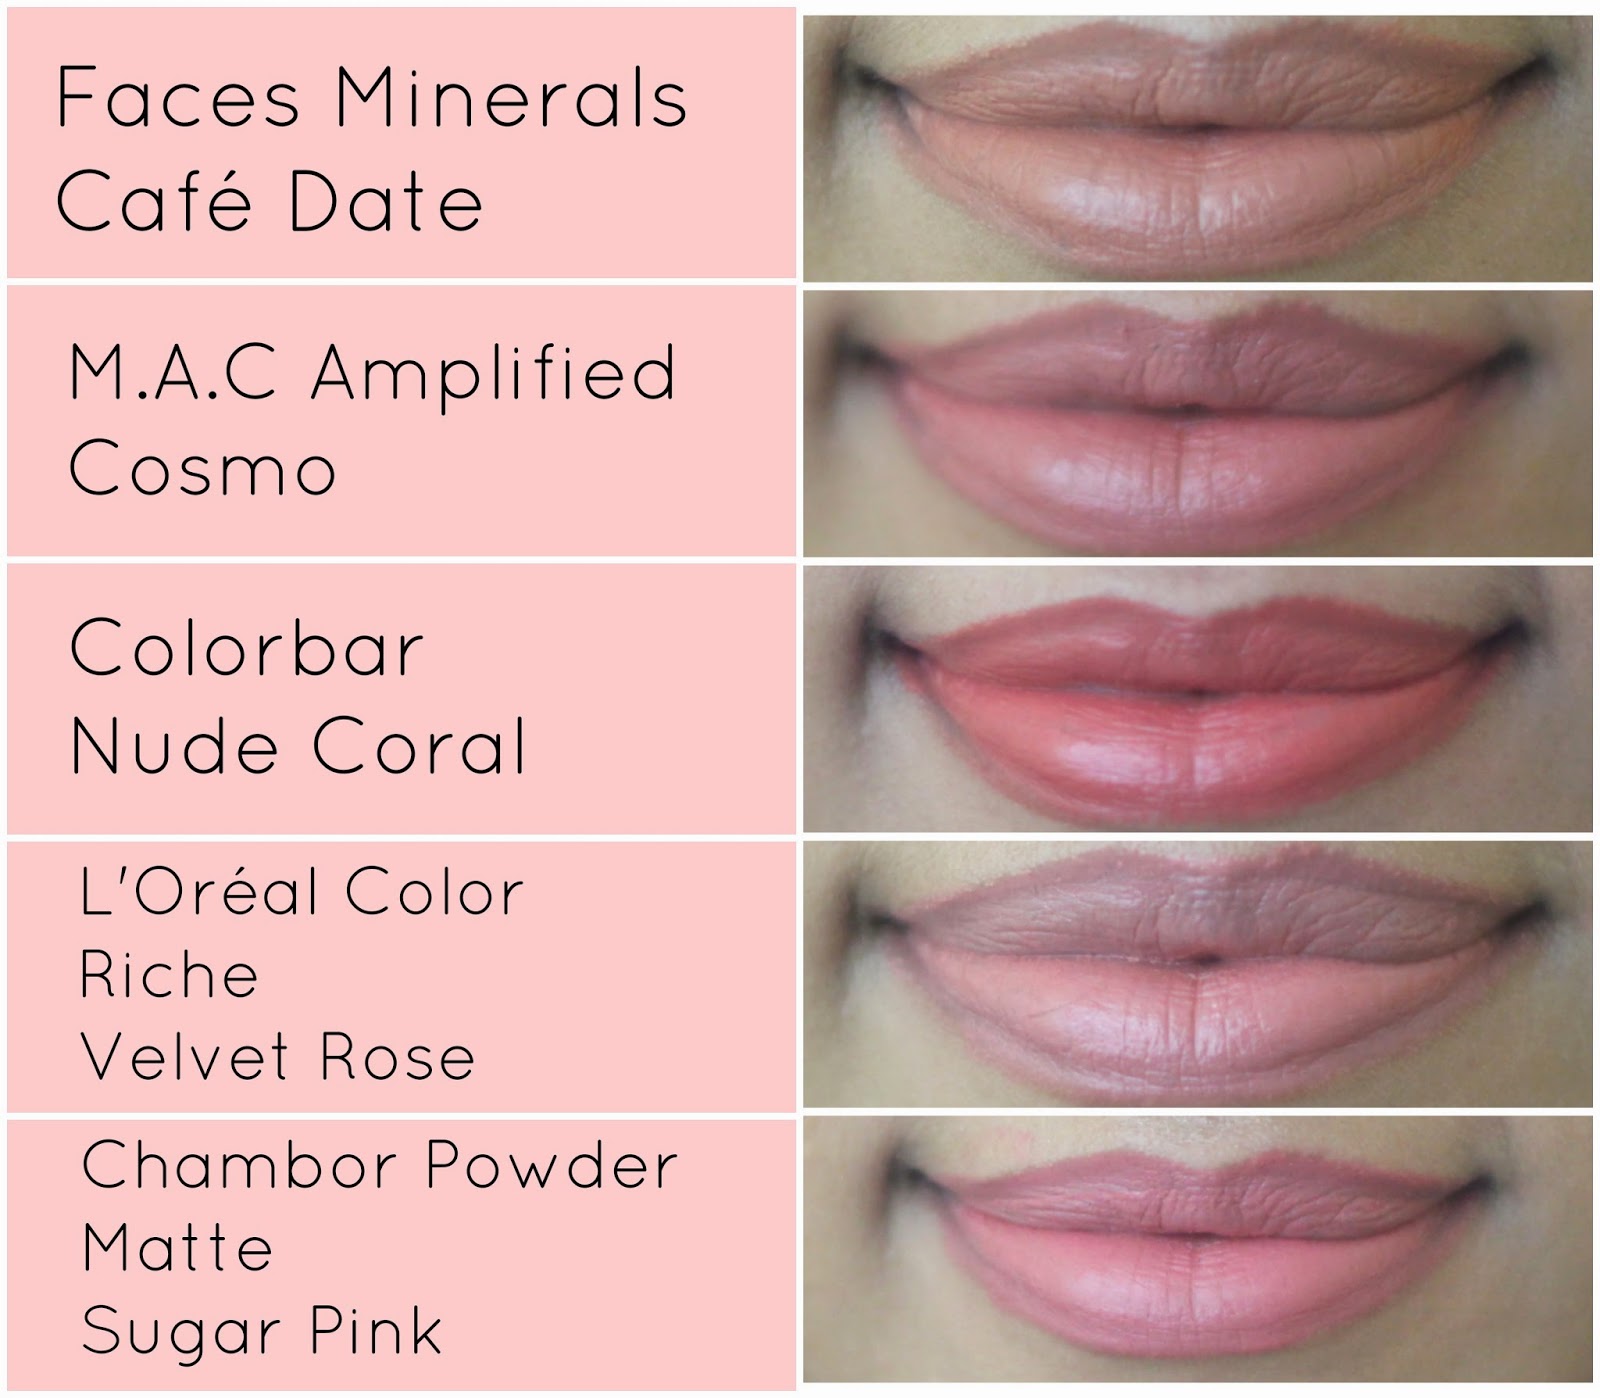 Faces Minerals
Café Date
M.A.C Amplified
Cosmo
Colorbar
Nude Coral
L'Oréal Color
Riche
Velvet Rose
Chambor Powder
Matte
Sugar Pink